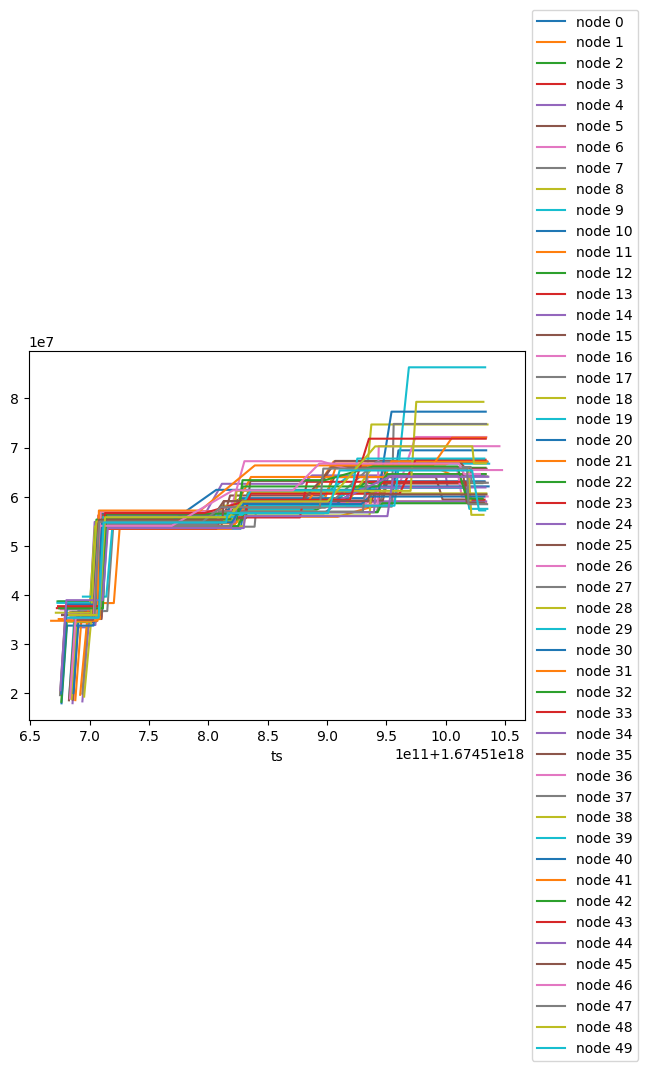 1e7
8
7
6
5
4
3
2
6.5 7.0 7.5 8.0 8.5 9.0 9.5 10.0 10.5
ts
1e11+1.67451e18
node 0
node 1
node 2
node 3
node 4
node 5
node 6
node 7
node 8
node 9
node 10
node 11
node 12
node 13
node 14
node 15
node 16
node 17
node 18
node 19
node 20
node 21
node 22
node 23
node 24
node 25
node 26
node 27
node 28
node 29
node 30
node 31
node 32
node 33
node 34
node 35
node 36
node 37
node 38
node 39
node 40
node 41
node 42
node 43
node 44
node 45
node 46
node 47
node 48
node 49